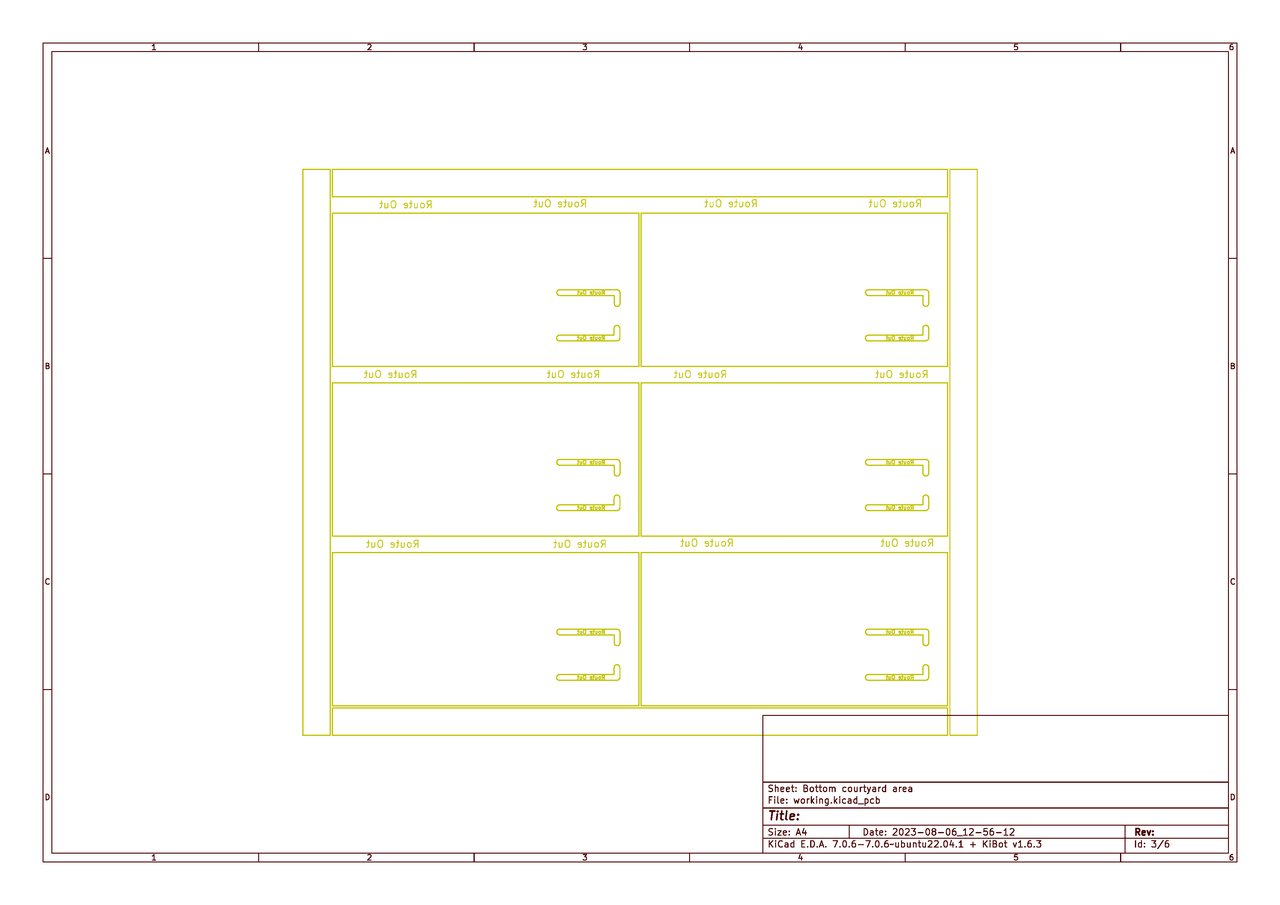 1 2 3 4 5 6
A A
Route Out Route Out Route Out Route Out
Route Out Route Out
Route Out Route Out
B B
Route Out Route Out Route Out Route Out
Route Out Route Out
Route Out Route Out
Route Out Route Out Route Out Route Out
C C
Route Out Route Out
Route Out Route Out
Sheet: Bottom courtyard area
D D
File: working.kicad_pcb
Title:
Size: A4 Date: 2023-08-06_12-56-12 Rev:
KiCad E.D.A. 7.0.6-7.0.6~ubuntu22.04.1 + KiBot v1.6.3 Id: 3/6
1 2 3 4 5 6